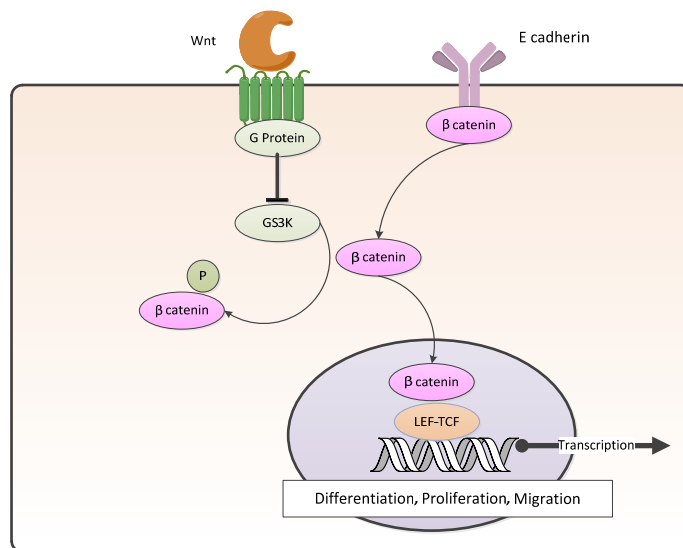 Wnt
E cadherin
β catenin
G Protein
GS3K
β catenin
P
β catenin
β catenin
LEF-TCF
Transcription
Differentiation, Proliferation, Migration